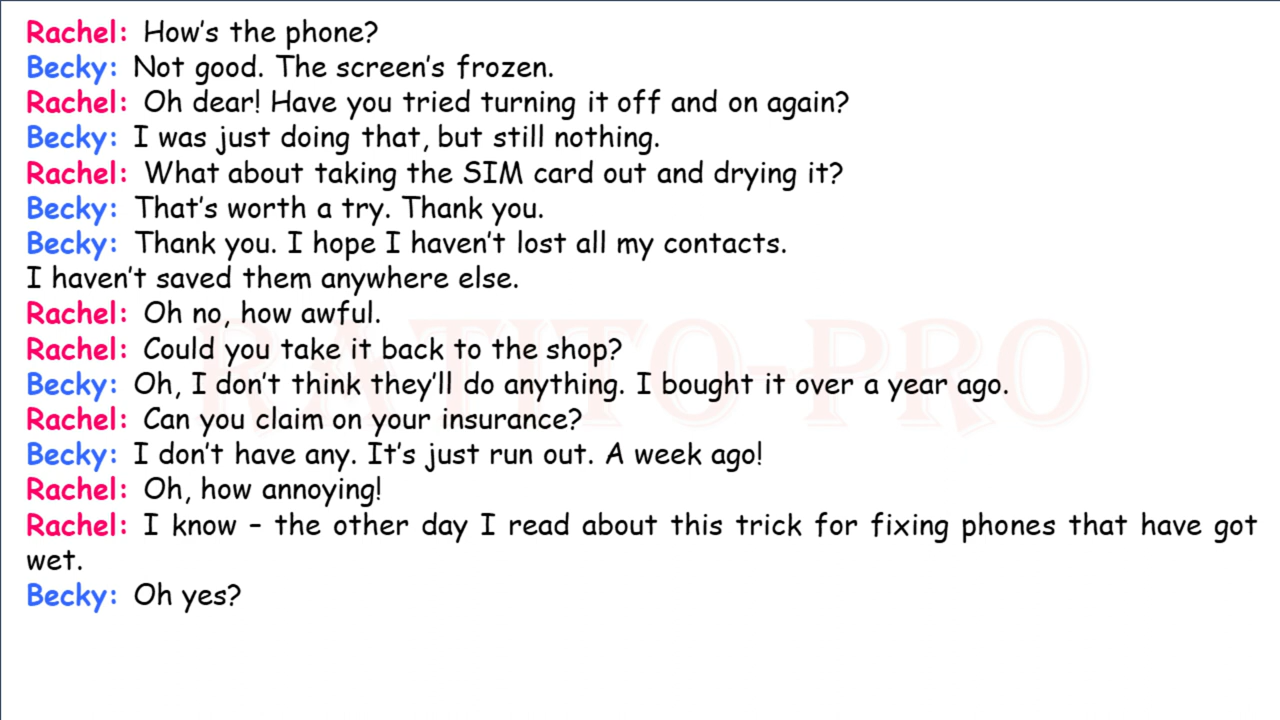 Rachel: How's the phone?
Becky: Not good. The screen's frozen.
Rachel: Oh dear! Have you tried turning it off and on again?
Becky: I was just doing that, but still nothing.
Rachel: What about taking the SIM card out and drying it?
Becky: That's worth a try. Thank you.
Becky: Thank you. I hope I haven't lost all my contacts.
I haven't saved them anywhere else.
Rachel: Oh no, how awful.
RATITO-PRO
Rachel: Could you take it back to the shop?
Becky: Oh, I don't think they'll do anything. I bought it over a year ago.
Rachel: Can you claim on your insurance?
Becky: I don't have any. It's just run out. A week ago!
Rachel: Oh, how annoying!
Rachel: I know – the other day I read about this trick for fixing phones that have got
wet.
Becky: Oh yes?